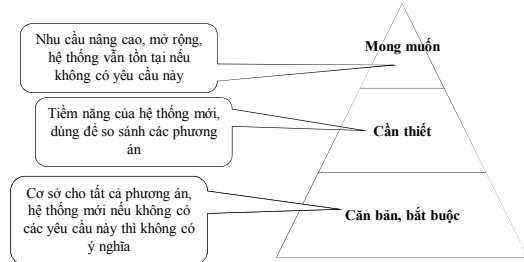 Nhu cầu nâng cao, mở rộng,
hệ thống vẫn tồn tại nếu
không có yêu cầu này
Mong muốn
Tiềm năng của hệ thống mới,
dùng để so sánh các phương
án
Cần thiết
Cơ sở cho tất cả phương án,
hệ thống mới nếu không có
các yêu cầu này thì không có
ý nghĩa
Căn bản, bắt buộc